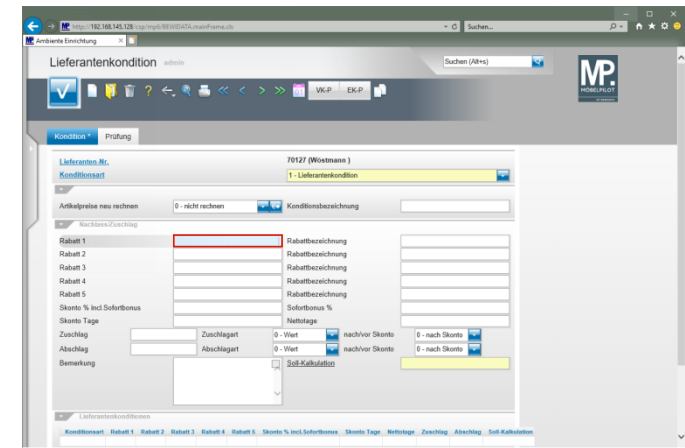 http://192.168.145.128/csp/mp6/BEWIDATA.mainFrame.cls
Suchen...
Ambiente Einrichtung
Lieferantenkondition admin
Suchen (Alt+s)
MP.
MÖBELPILOT
VK-P EK-P
Kondition * Prüfung
Lieferanten Nr. 70127 (Wöstmann )
Konditionsart 1 - Lieferantenkondition
Artikelpreise neu rechnen 0 - nicht rechnen Konditionsbezeichnung
Nachlass/Zuschlag
Rabatt 1 Rabattbezeichnung
Rabatt 2 Rabattbezeichnung
Rabatt 3 Rabattbezeichnung
Rabatt 4 Rabattbezeichnung
Rabatt 5 Rabattbezeichnung
Skonto % incl.Sofortbonus Sofortbonus %
Skonto Tage Nettotage
Zuschlag Zuschlagart 0 - Wert nach/vor Skonto 0 - nach Skonto
Abschlag Abschlagart 0 - Wert nach/vor Skonto 0 - nach Skonto
Bemerkung Soll-Kalkulation
Lieferantenkonditionen
Konditionsart Rabatt 1 Rabatt 2 Rabatt 3 Rabatt 4 Rabatt 5 Skonto % incl.Sofortbonus Skonto Tage Nettotage Zuschlag Abschlag Soll-Kalkulation